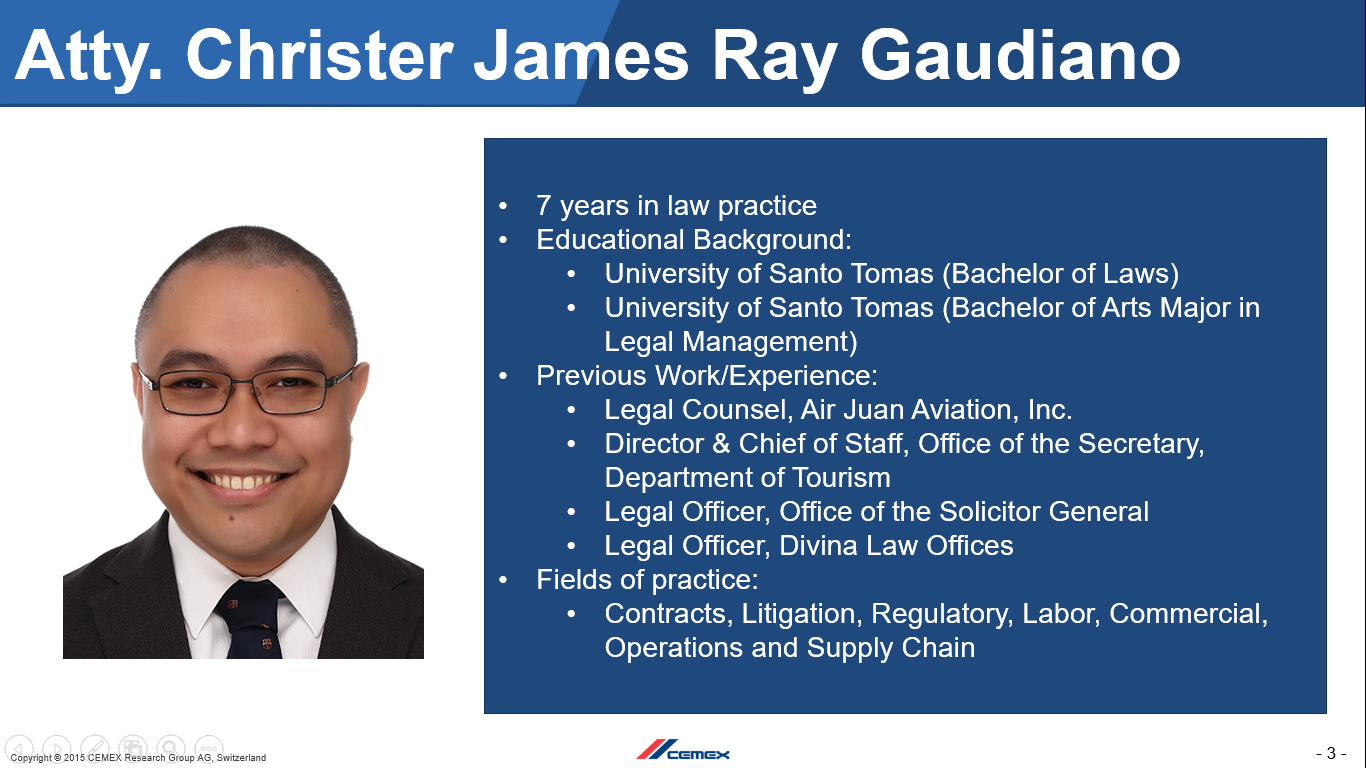 Atty. Christer James Ray Gaudiano
• 7 years in law practice
• Educational Background:
• University of Santo Tomas (Bachelor of Laws)
• University of Santo Tomas (Bachelor of Arts Major in
Legal Management)
• Previous Work/Experience:
• Legal Counsel, Air Juan Aviation, Inc.
• Director & Chief of Staff, Office of the Secretary,
Department of Tourism
• Legal Officer, Office of the Solicitor General
• Legal Officer, Divina Law Offices
• Fields of practice:
• Contracts, Litigation, Regulatory, Labor, Commercial,
Operations and Supply Chain
Copyright © 2015 CEMEX Research Group AG, Switzerland
CEMEX
- 3 -